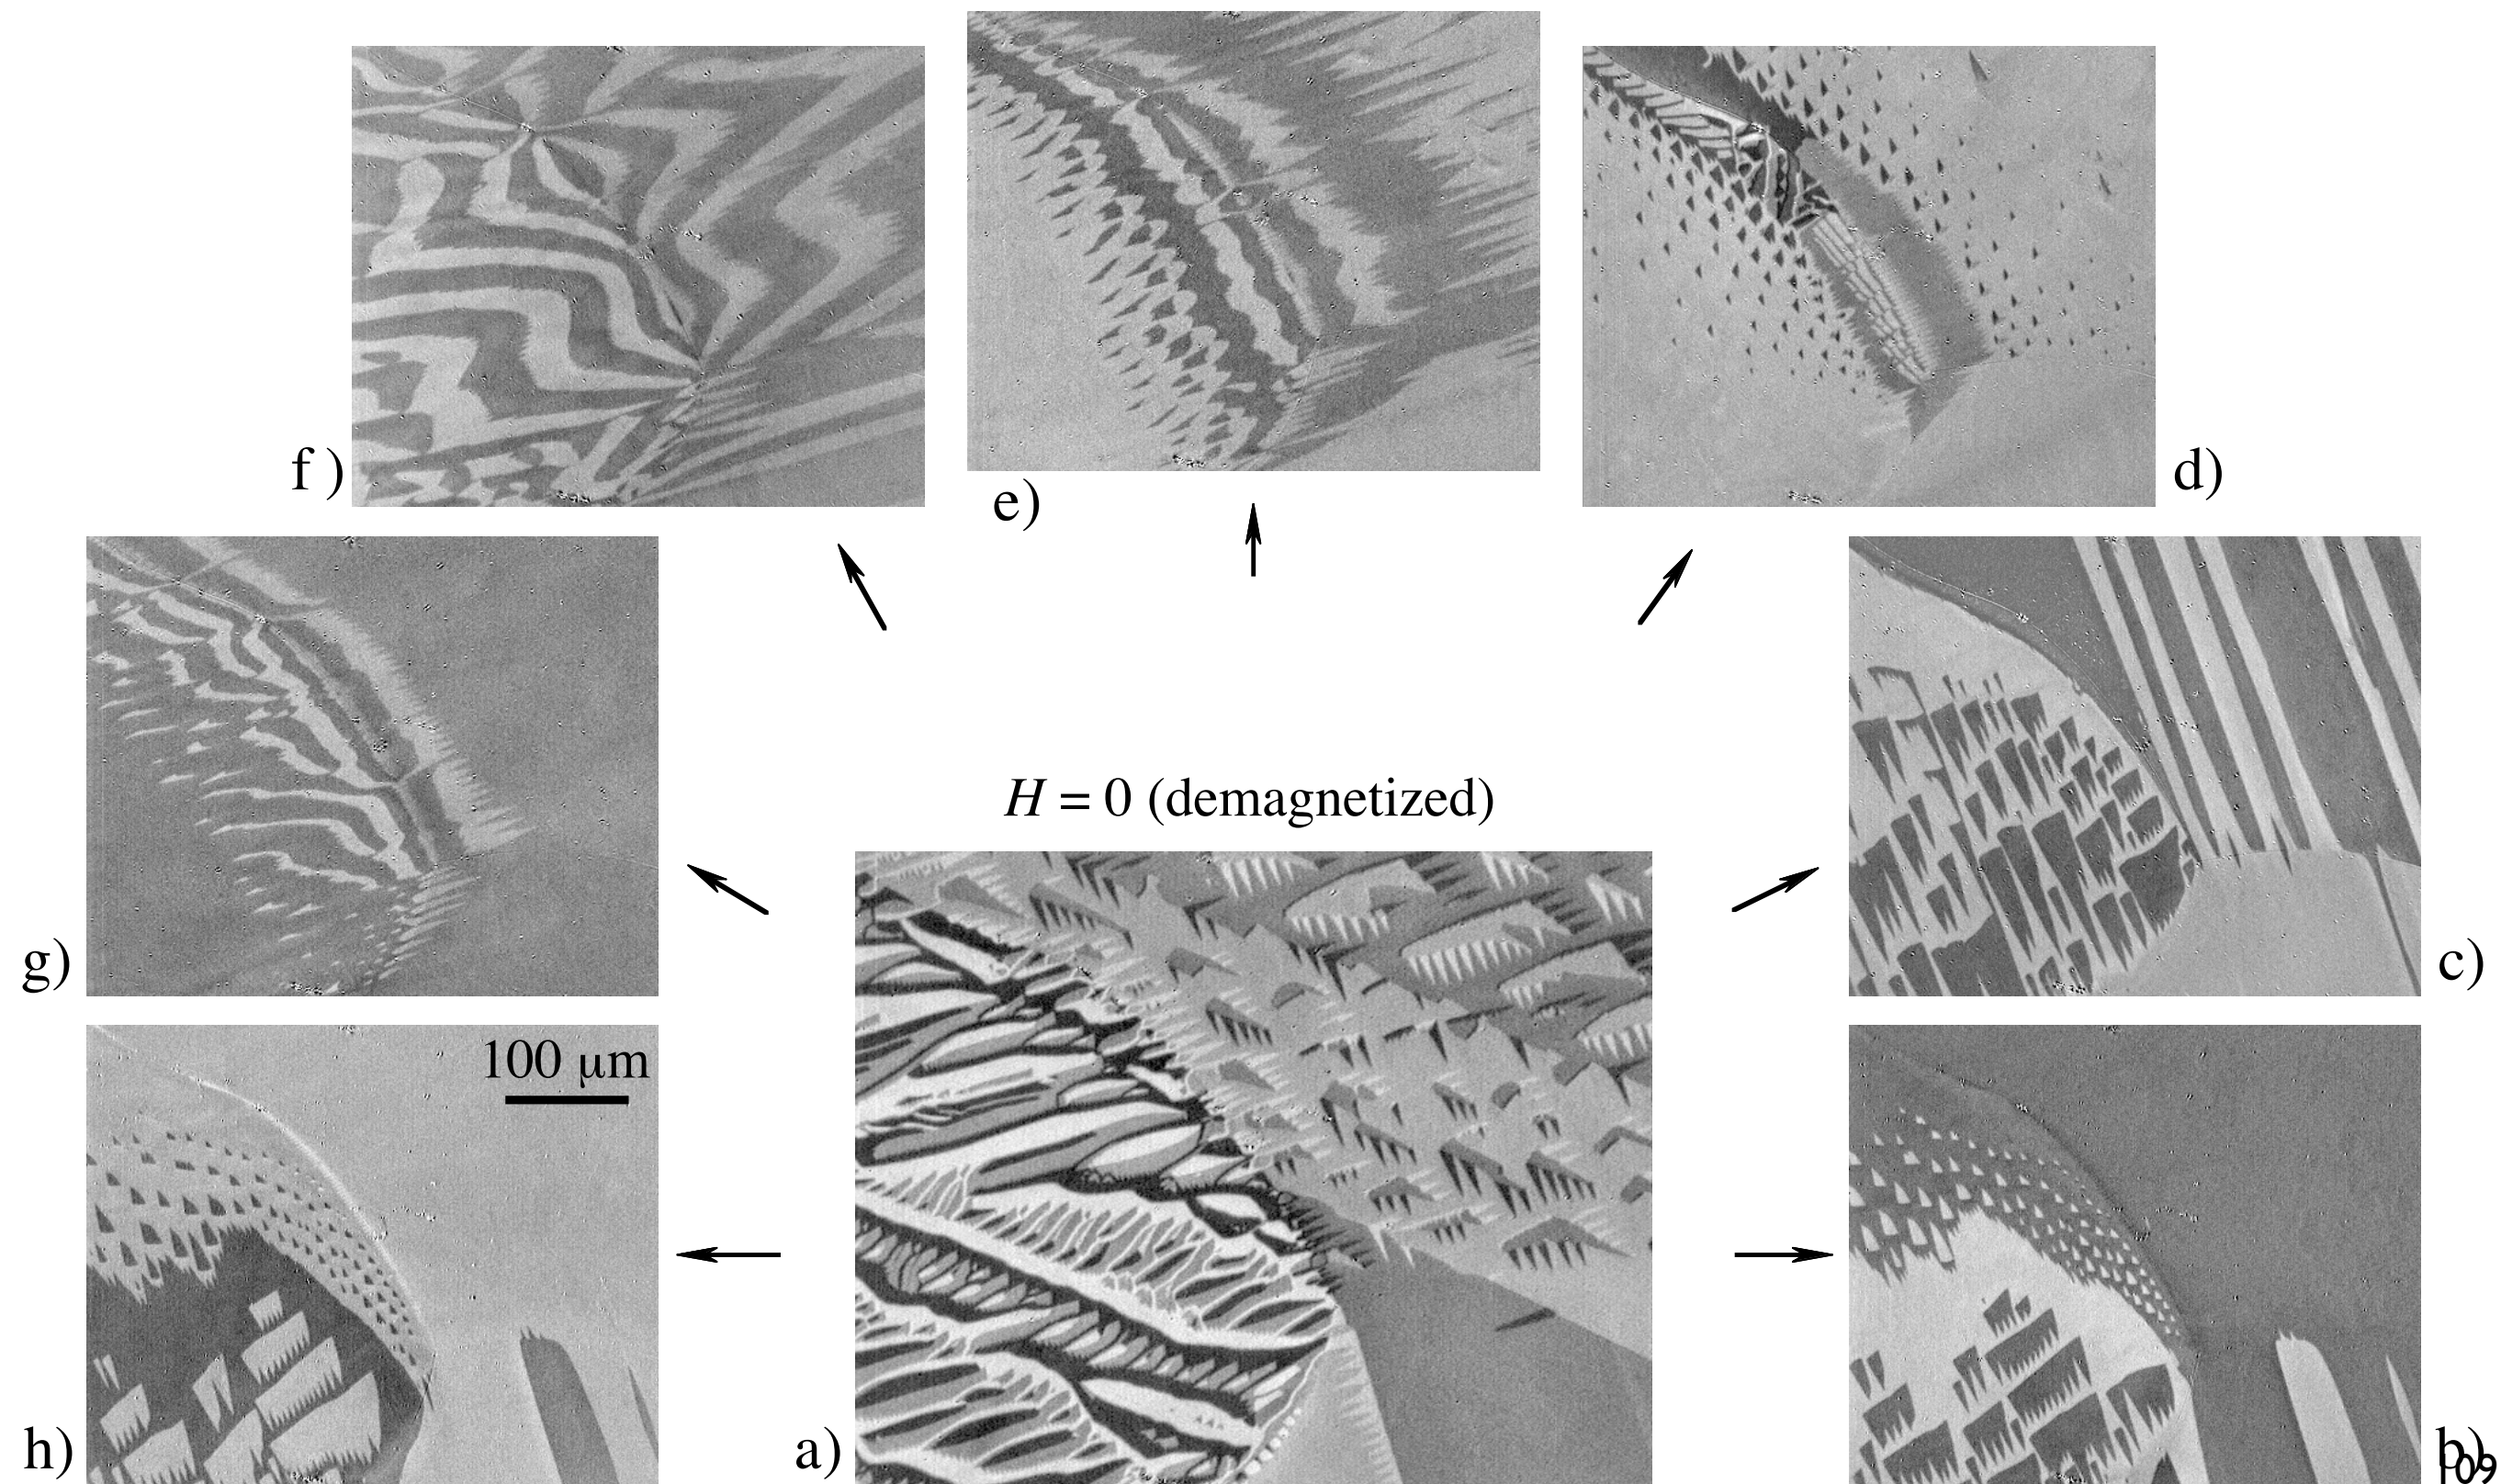 f )
e)
d)
g)
H = 0 (demagnetized)
c)
100 μm
h)
a)
b)